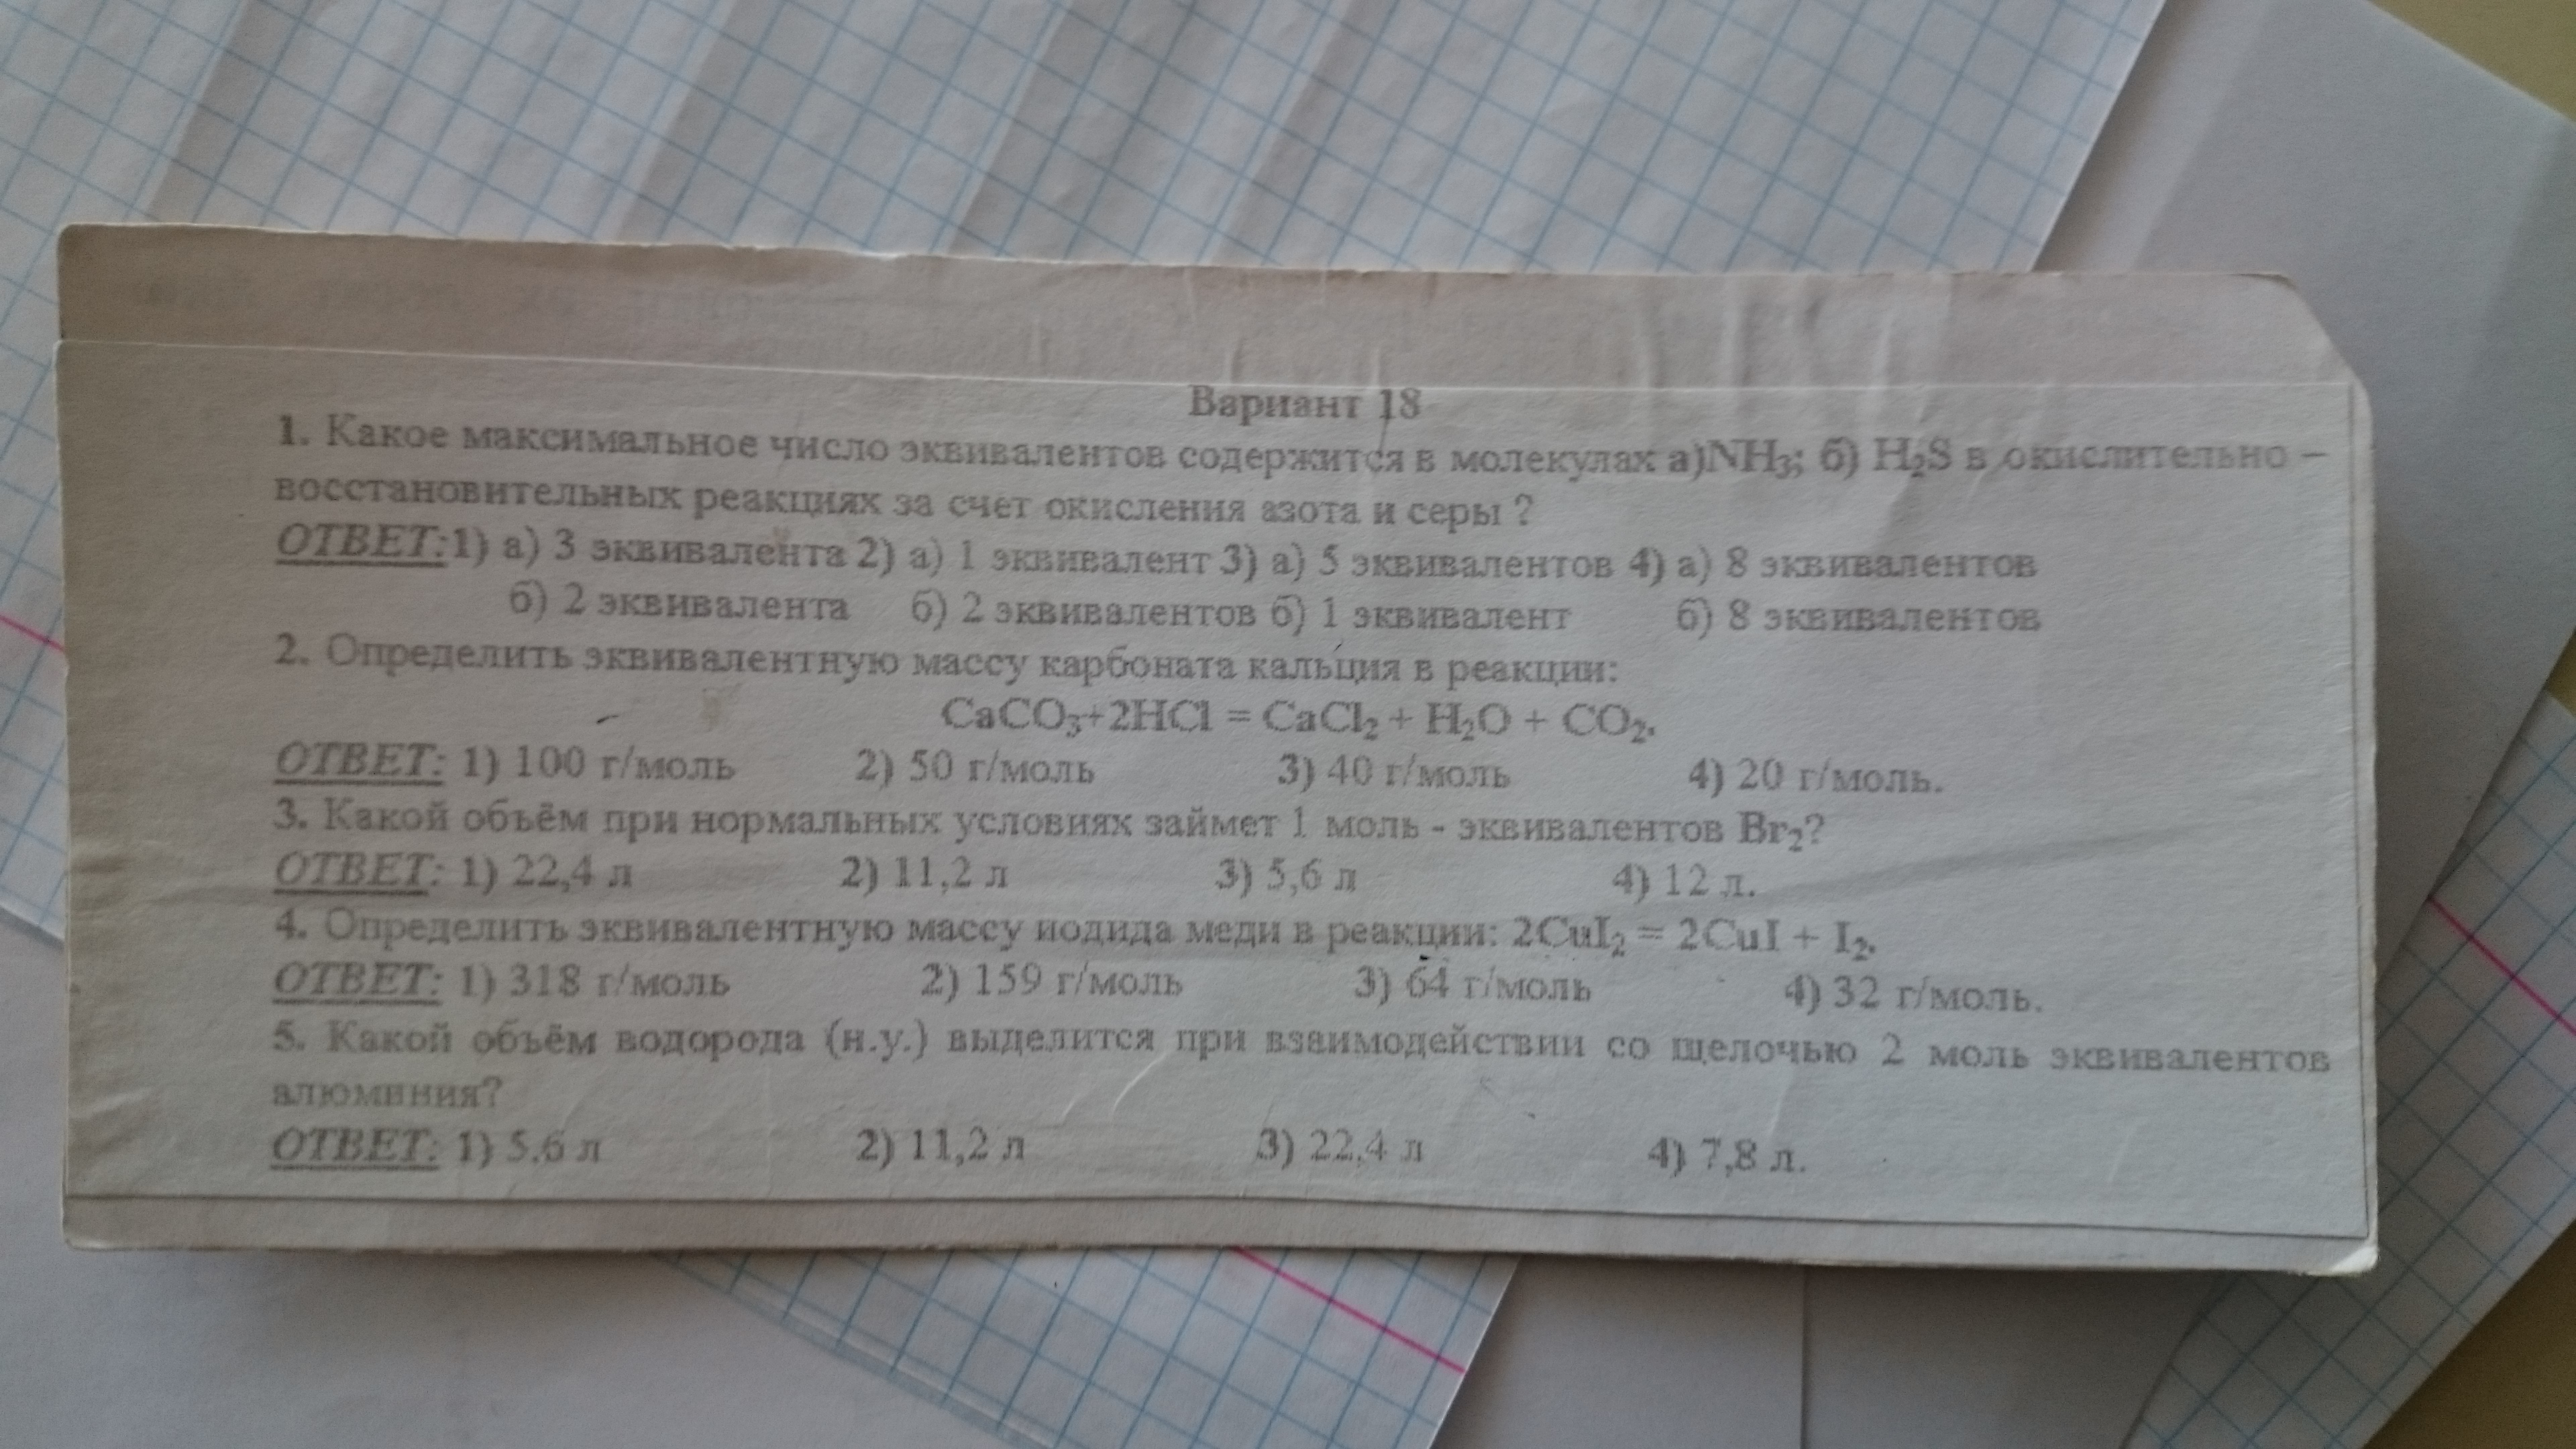 Вариант 18
1. Какое максимальное число эквивалентов содержится в молекулах а)NH₃; б) H₂S в окислительно –
восстановительных реакциях за счет окисления азота и серы ?
ОТВЕТ:1) а) 3 эквивалента 2) а) 1 эквивалент 3) а) 5 эквивалентов 4) а) 8 эквивалентов
б) 2 эквивалента б) 2 эквивалентов б) 1 эквивалент б) 8 эквивалентов
2. Определить эквивалентную массу карбоната кальция в реакции:
CaCO₃+2HCl = CaCl₂ + H₂O + CO₂.
ОТВЕТ: 1) 100 г/моль 2) 50 г/моль 3) 40 г/моль 4) 20 г/моль.
3. Какой объём при нормальных условиях займет 1 моль - эквивалентов Br₂?
ОТВЕТ: 1) 22,4 л 2) 11,2 л 3) 5,6 л 4) 12 л.
4. Определить эквивалентную массу иодида меди в реакции: 2CuI₂ = 2CuI + I₂.
ОТВЕТ: 1) 318 г/моль 2) 159 г/моль 3) 64 г/моль 4) 32 г/моль.
5. Какой объём водорода (н.у.) выделится при взаимодействии со щелочью 2 моль эквивалентов
алюминия?
ОТВЕТ: 1) 5,6 л 2) 11,2 л 3) 22,4 л 4) 7,8 л.